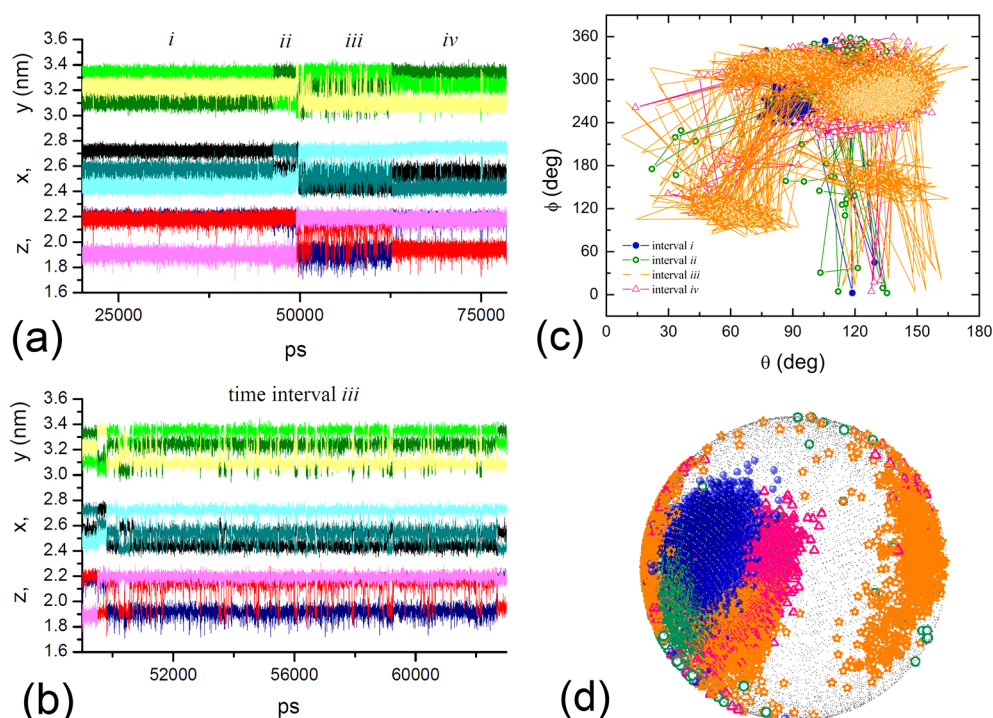 i ii iii iv
y (nm)
x,
z,
3.6
3.4
3.2
3.0
2.8
2.6
2.4
2.2
2.0
1.8
1.6
25000 50000 75000
ps
(a)
time interval iii
y (nm)
x,
z,
3.6
3.4
3.2
3.0
2.8
2.6
2.4
2.2
2.0
1.8
1.6
52000 56000 60000
ps
(b)
ϕ (deg)
360
300
240
180
120
60
0
interval i
interval ii
interval iii
interval iv
0 30 60 90 120 150 180
θ (deg)
(c)
(d)